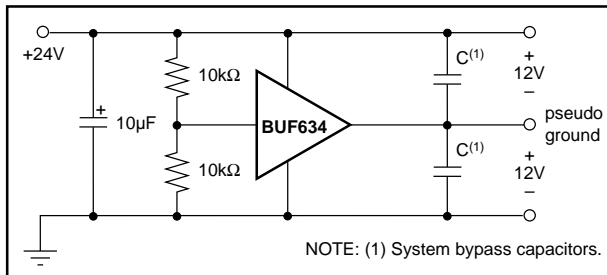 +24V
10µF
+
10kΩ
10kΩ
BUF634
C(1)
C(1)
+
12V
–
pseudo
ground
+
12V
–
NOTE: (1) System bypass capacitors.